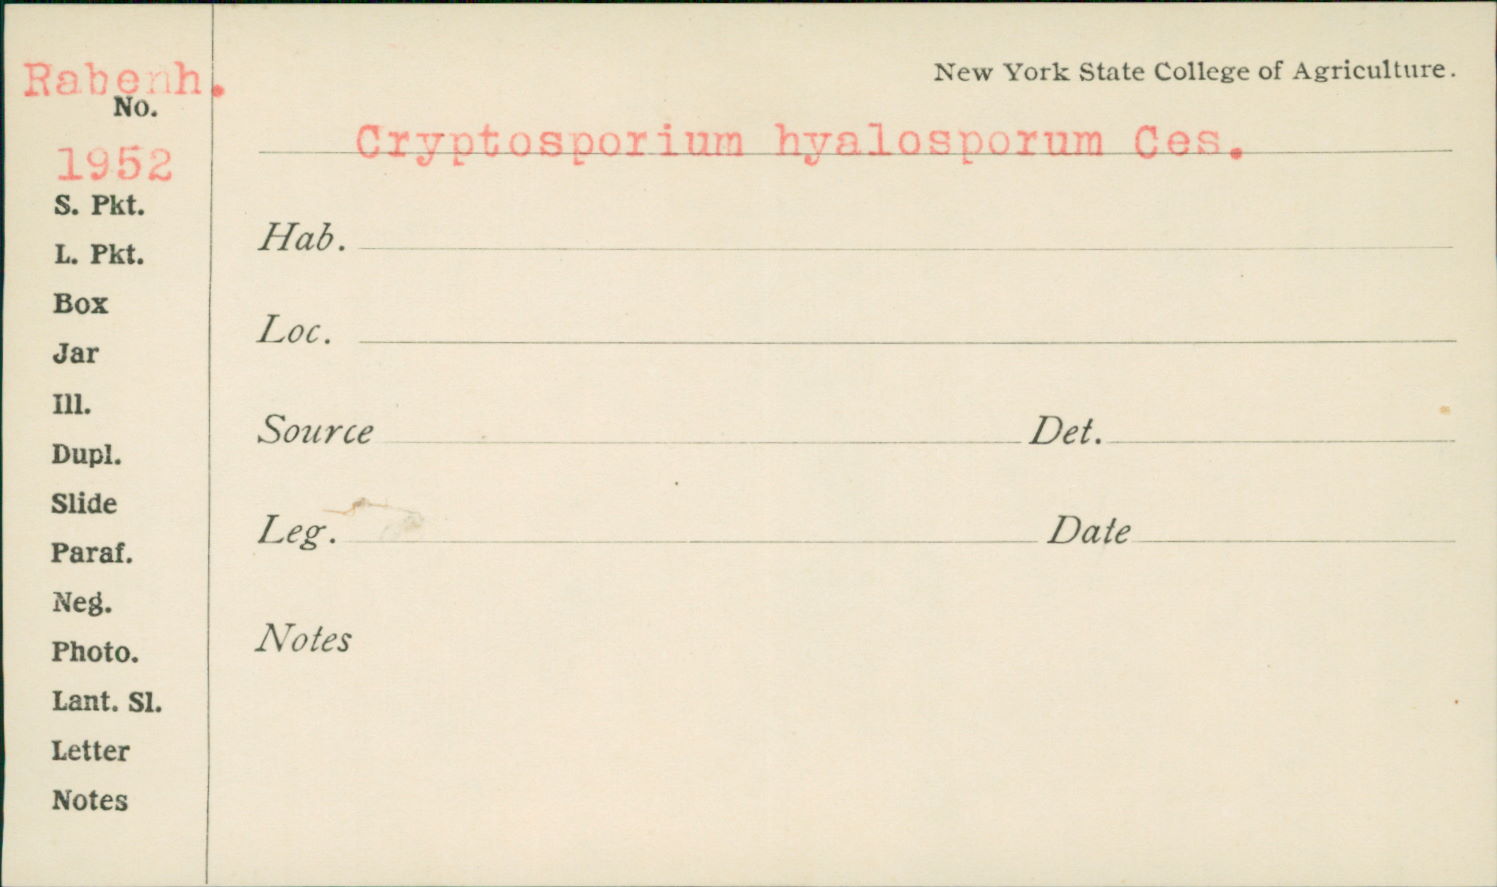 Rabenh.
No.
1952
S. Pkt.
L. Pkt.
Box
Jar
Ill.
Dupl.
Slide
Paraf.
Neg.
Photo.
Lant. Sl.
Letter
Notes
New York State College of Agriculture.
Cryptosporium hyalosporum Ces.
Hab.
Loc.
Source Det.
Leg. Date
Notes